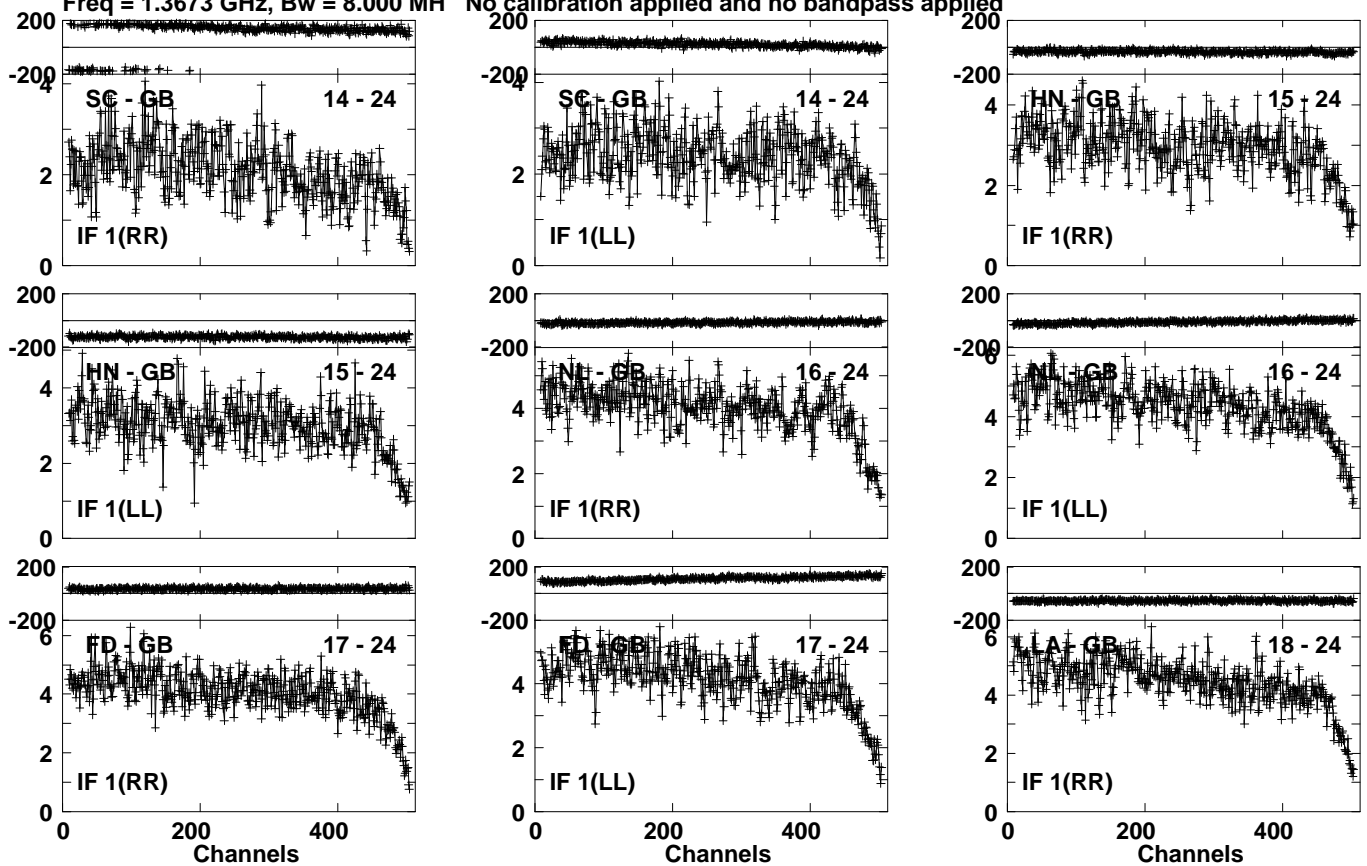 Freq = 1.3673 GHz, Bw = 8.000 MH No calibration applied and no bandpass applied
200
-200
4
2
0
SC - GB 14 - 24
IF 1(RR)
200
-200
4
2
0
SC - GB 14 - 24
IF 1(LL)
200
-200
4
2
0
HN - GB 15 - 24
IF 1(RR)
200
-200
4
2
0
HN - GB 15 - 24
IF 1(LL)
200
-200
4
2
0
NL - GB 16 - 24
IF 1(RR)
200
-200
6
4
2
0
NL - GB 16 - 24
IF 1(LL)
200
-200
6
4
2
0
FD - GB 17 - 24
IF 1(RR)
0 200 400
Channels
200
-200
4
2
0
FD - GB 17 - 24
IF 1(LL)
0 200 400
Channels
200
-200
6
4
2
0
LA - GB 18 - 24
IF 1(RR)
0 200 400
Channels